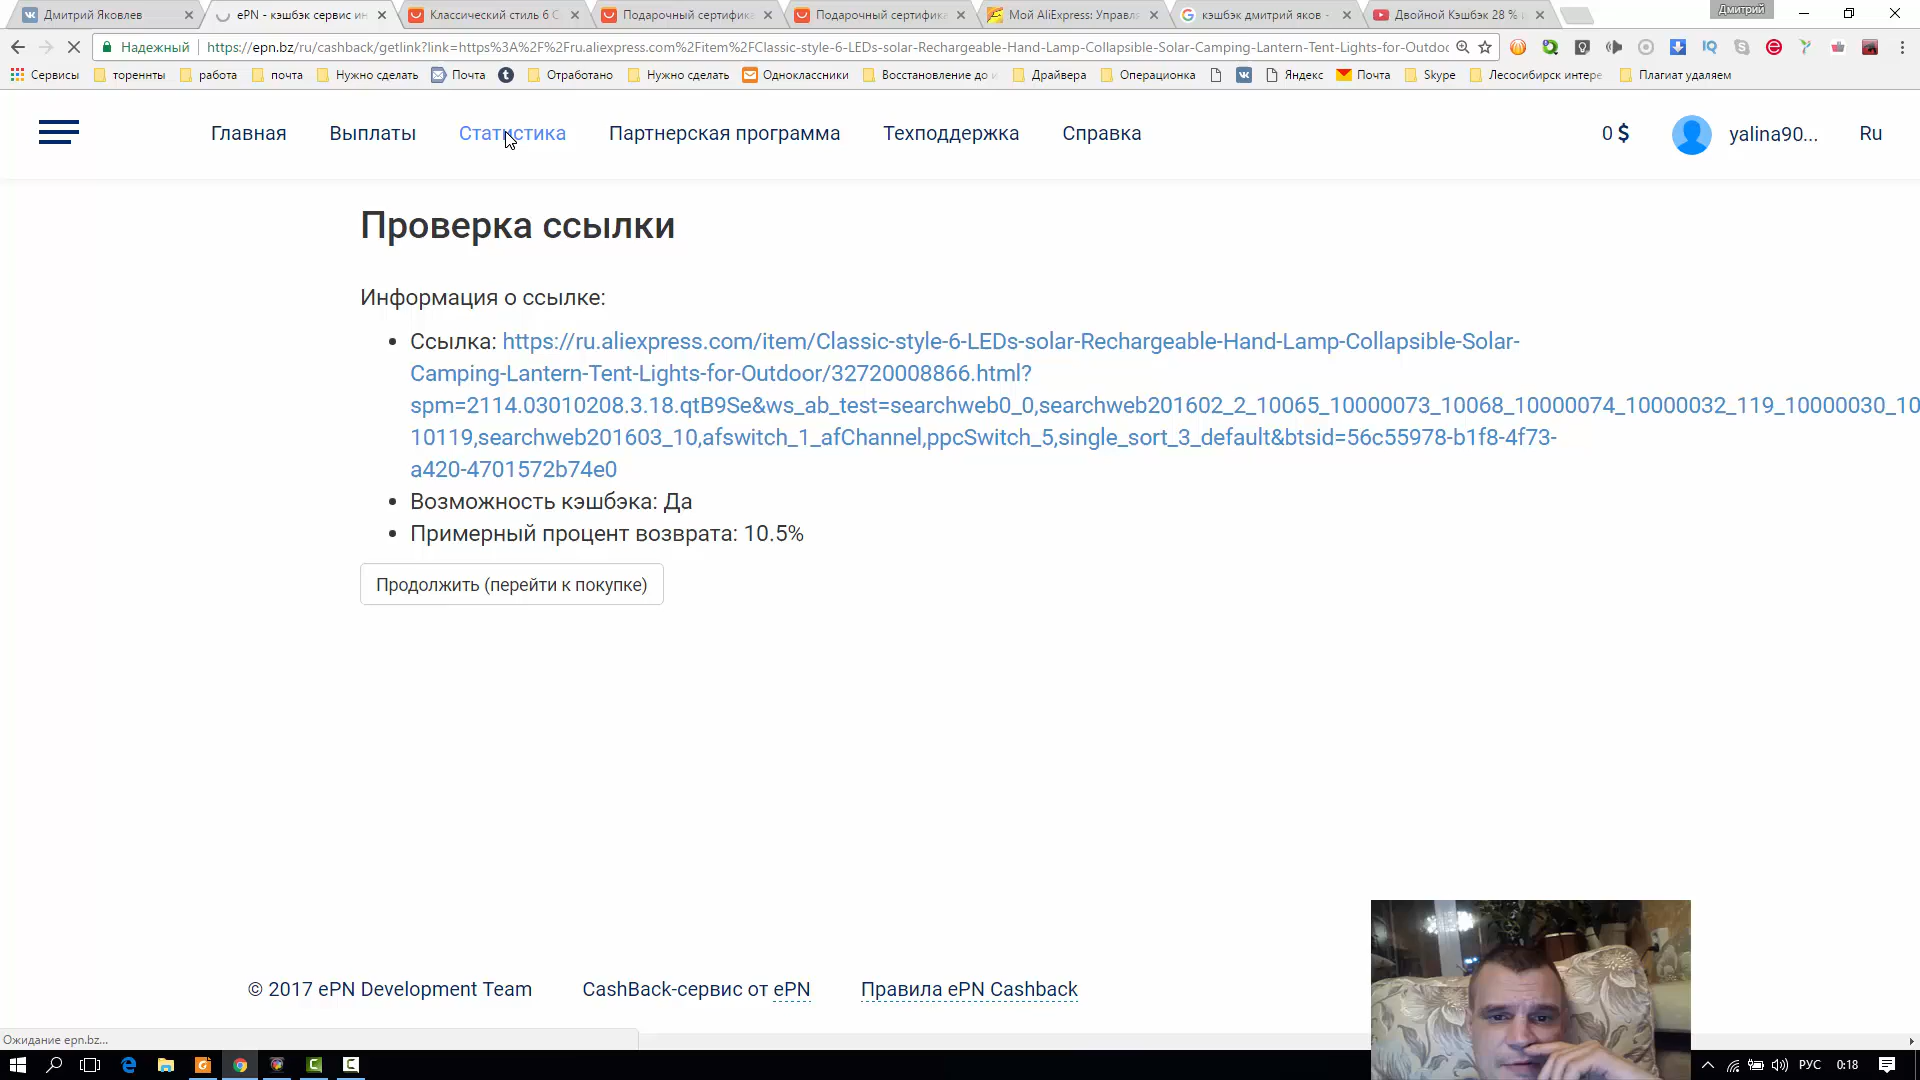 Дмитрий Яковлев
ePN - кэшбэк сервис ин
Классический стиль 6 С
Подарочный сертифика
Подарочный сертифика
Мой AliExpress: Управля
кэшбэк дмитрий яков -
Двойной Кэшбэк 28 %
Дмитрий
Надежный
https://epn.bz/ru/cashback/getlink?link=https%3A%2F%2Fru.aliexpress.com%2Fitem%2FClassic-style-6-LEDs-solar-Rechargeable-Hand-Lamp-Collapsible-Solar-Camping-Lantern-Tent-Lights-for-Outdoo
Сервисы
торенты
работа
почта
Нужно сделать
Почта
Отработано
Нужно сделать
Одноклассники
Восстановление до и
Драйвера
Операционка
Яндекс
Почта
Skype
Лесосибирск интере
Плагиат удаляем
Главная
Выплаты
Статистика
Партнерская программа
Техподдержка
Справка
0 $
yalina90...
Ru
Проверка ссылки
Информация о ссылке:
Ссылка: https://ru.aliexpress.com/item/Classic-style-6-LEDs-solar-Rechargeable-Hand-Lamp-Collapsible-Solar-
Camping-Lantern-Tent-Lights-for-Outdoor/32720008866.html?
spm=2114.03010208.3.18.qtB9Se&ws_ab_test=searchweb0_0,searchweb201602_2_10065_10000073_10068_10000074_10000032_119_10000030_10
10119,searchweb201603_10,afswitch_1_afChannel,ppcSwitch_5,single_sort_3_default&btsid=56c55978-b1f8-4f73-
a420-4701572b74e0
Возможность кэшбэка: Да
Примерный процент возврата: 10.5%
Продолжить (перейти к покупке)
© 2017 ePN Development Team
CashBack-сервис от ePN
Правила ePN Cashback
Ожидание epn.bz...
РУС
0:18